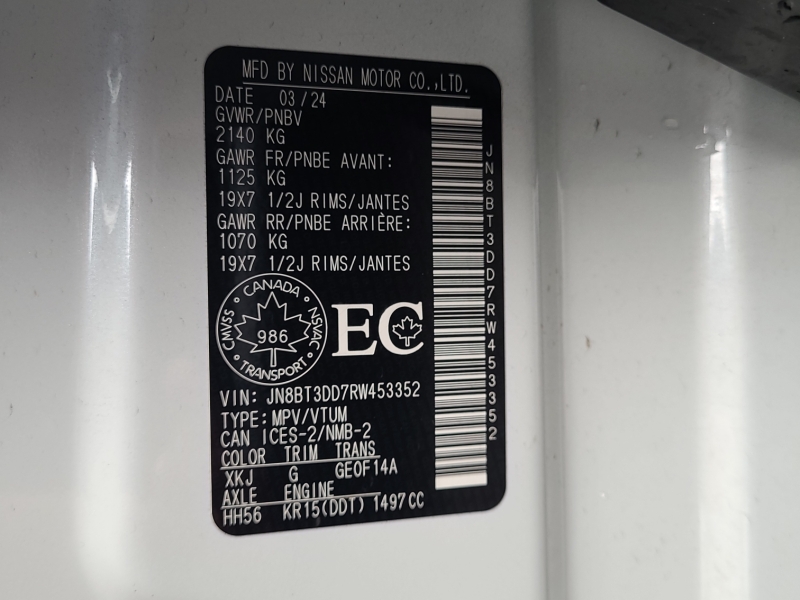 MFD BY NISSAN MOTOR CO.,LTD.
DATE 03/24
GVWR/PNBV
2140 KG
GAWR FR/PNBE AVANT:
1125 KG
19X7 1/2J RIMS/JANTES
GAWR RR/PNBE ARRIÈRE:
1070 KG
19X7 1/2J RIMS/JANTES
CANADA
CMVSS
NSVAC
986
TRANSPORT
EC
VIN: JN8BT3DD7RW453352
TYPE: MPV/VTUM
CAN ICES-2/NMB-2
COLOR TRIM TRANS
XKJ G GE0F14A
AXLE ENGINE
HH56 KR15(DDT) 1497CC
JN8BT3DD7RW453352